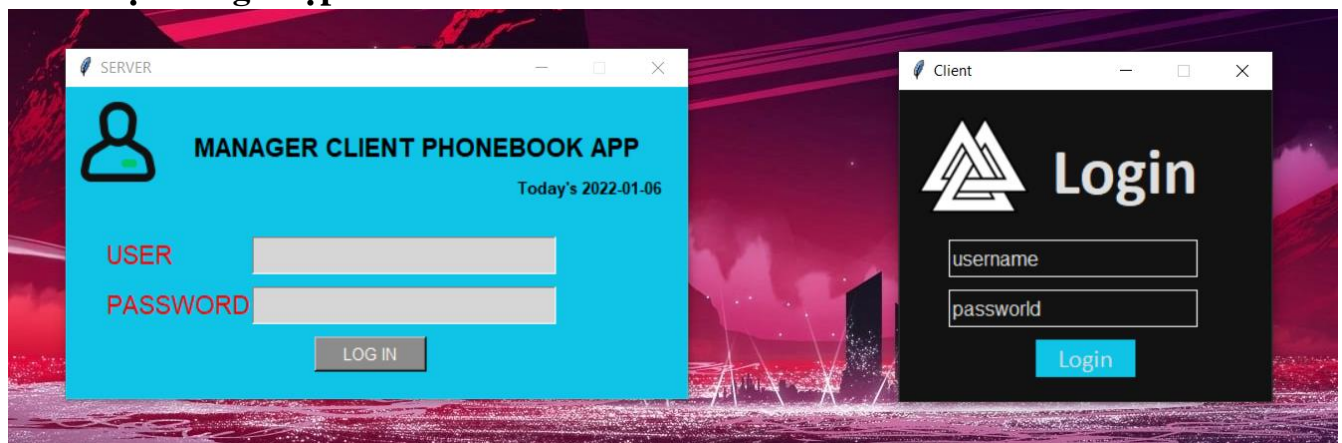 SERVER
MANAGER CLIENT PHONEBOOK APP
Today's 2022-01-06
USER
PASSWORD
LOG IN
Client
Login
username
passworld
Login